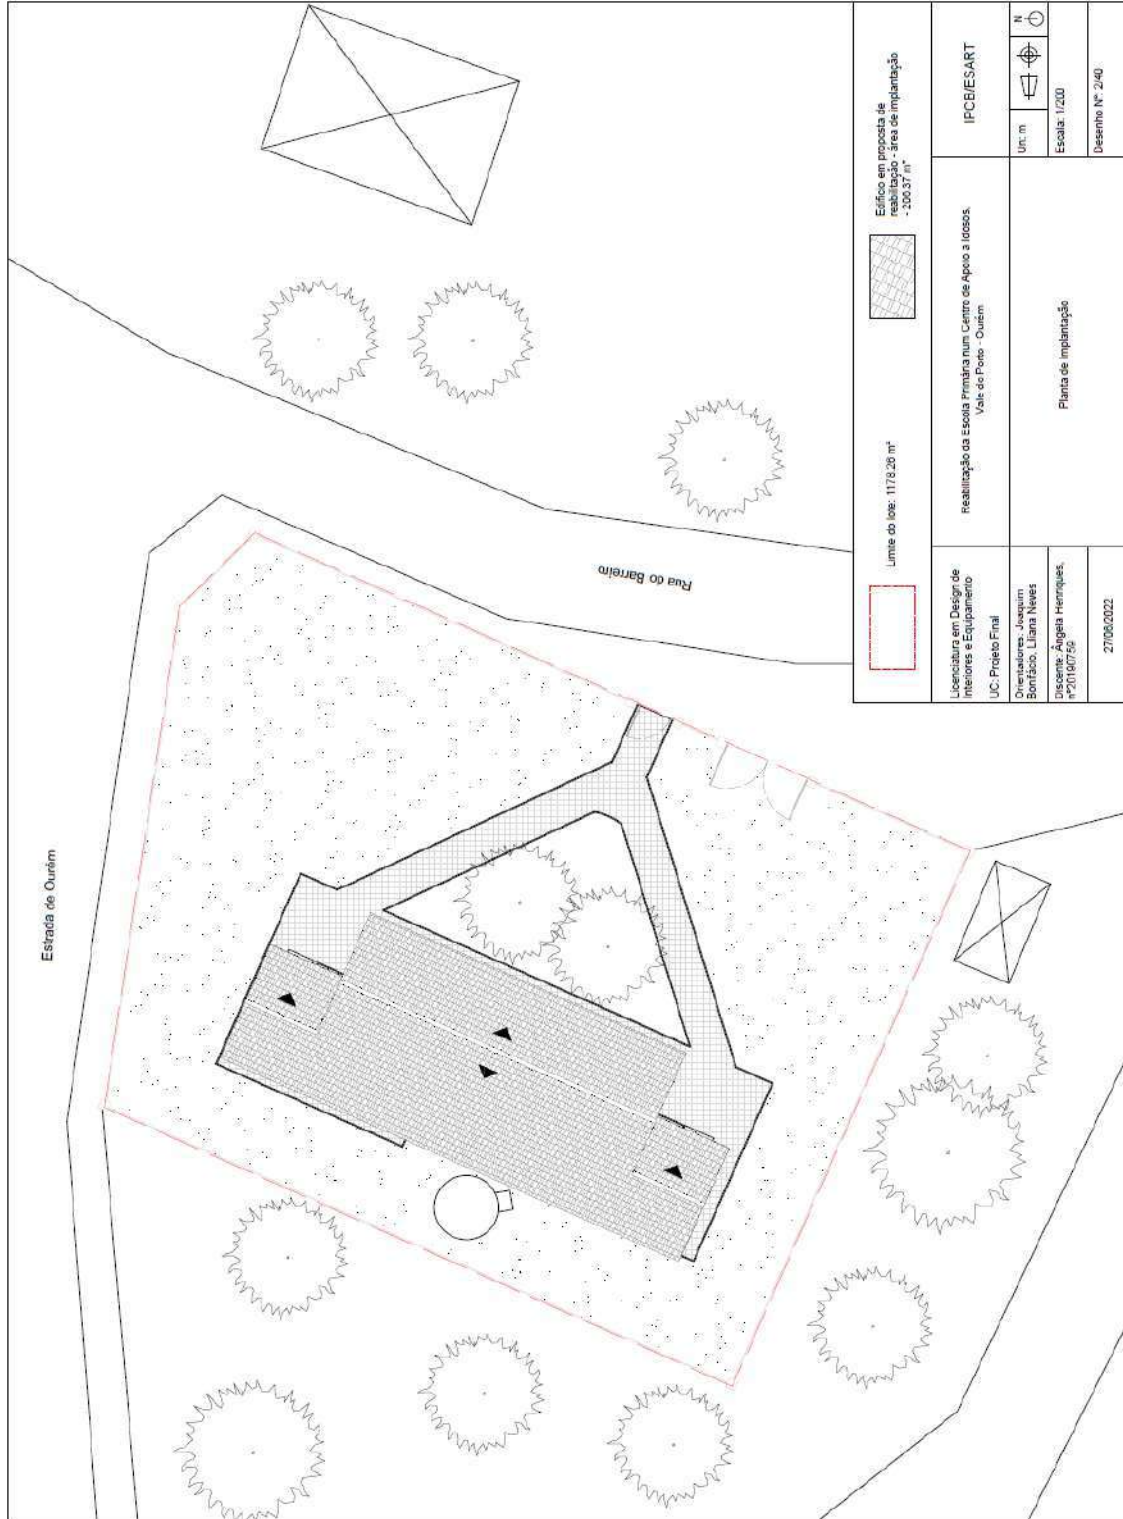 Estrada de Ourém
Rua do Barreiro
Limite do lote: 1178.26 m²
Edifício em proposta de
reabilitação - área de implantação
- 200.37 m²
Licenciatura em Design de
Interiores e Equipamento
UC: Projeto Final
Reabilitação da Escola Primária num Centro de Apoio a Idosos,
Vale do Porto - Ourém
IPCB/ESART
Orientadores: Joaquim
Bonifácio, Liliana Neves
Discente: Ângela Henriques,
nº20190759
27/06/2022
Planta de implantação
Un: m
N
Escala: 1/200
Desenho Nº: 2/40